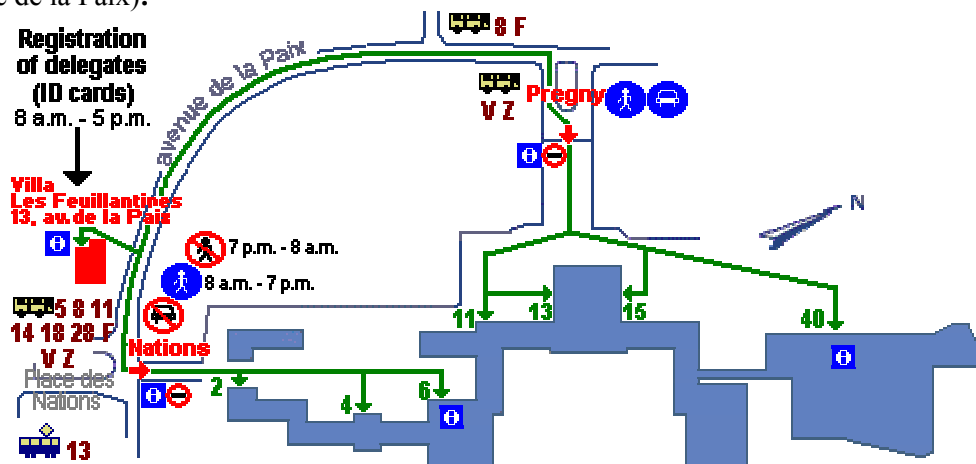 e de la Paix).
Registration
of delegates
(ID cards)
8 a.m. - 5 p.m.
avenue de la Paix
8 F
V Z
Pregny
N
Villa
Les Feuillantines
13, av. de la Paix
7 p.m. - 8 a.m.
8 a.m. - 7 p.m.
5 8 11
14 18 28 F
V Z
Nations
Place des
Nations
13
2
4
6
11
13
15
40